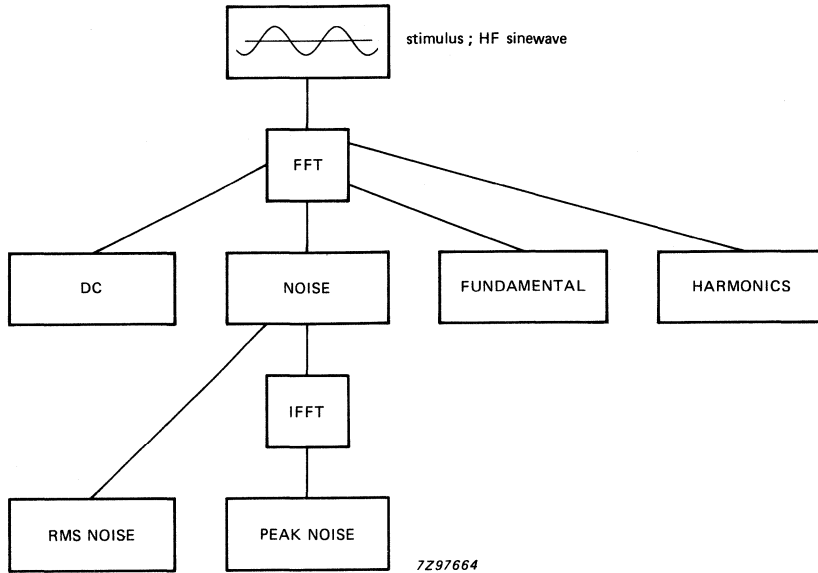 stimulus ; HF sinewave
FFT
DC
NOISE
FUNDAMENTAL
HARMONICS
IFFT
RMS NOISE
PEAK NOISE
7Z97664